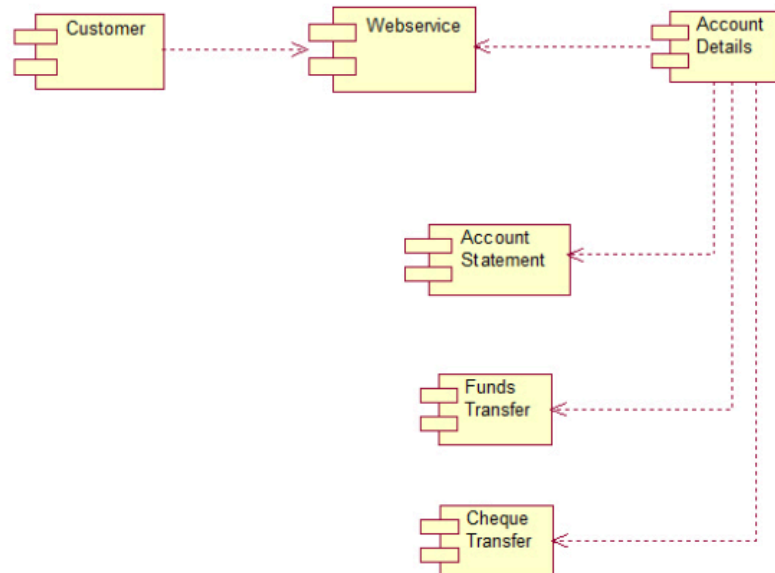 Customer
Webservice
Account
Details
Account
Statement
Funds
Transfer
Cheque
Transfer